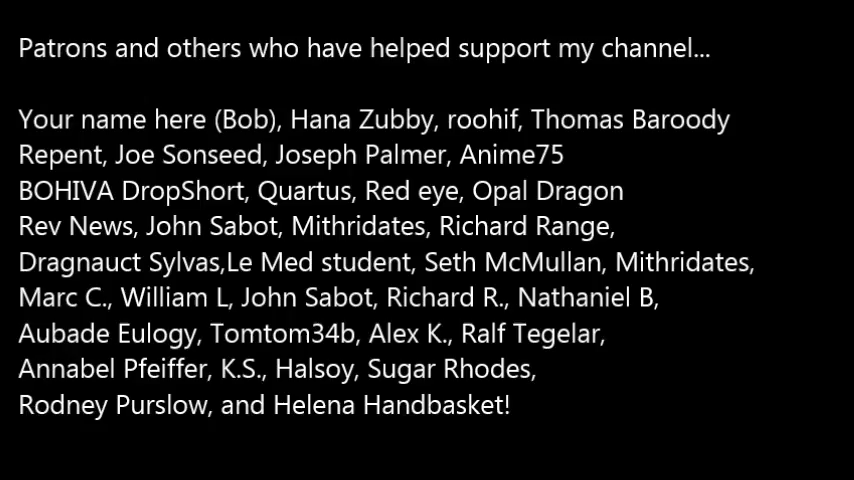 Patrons and others who have helped support my channel...
Your name here (Bob), Hana Zubby, roohif, Thomas Baroody
Repent, Joe Sonseed, Joseph Palmer, Anime75
BOHIVA DropShort, Quartus, Red eye, Opal Dragon
Rev News, John Sabot, Mithridates, Richard Range,
Dragnauct Sylvas,Le Med student, Seth McMullan, Mithridates,
Marc C., William L, John Sabot, Richard R., Nathaniel B,
Aubade Eulogy, Tomtom34b, Alex K., Ralf Tegelar,
Annabel Pfeiffer, K.S., Halsoy, Sugar Rhodes,
Rodney Purslow, and Helena Handbasket!